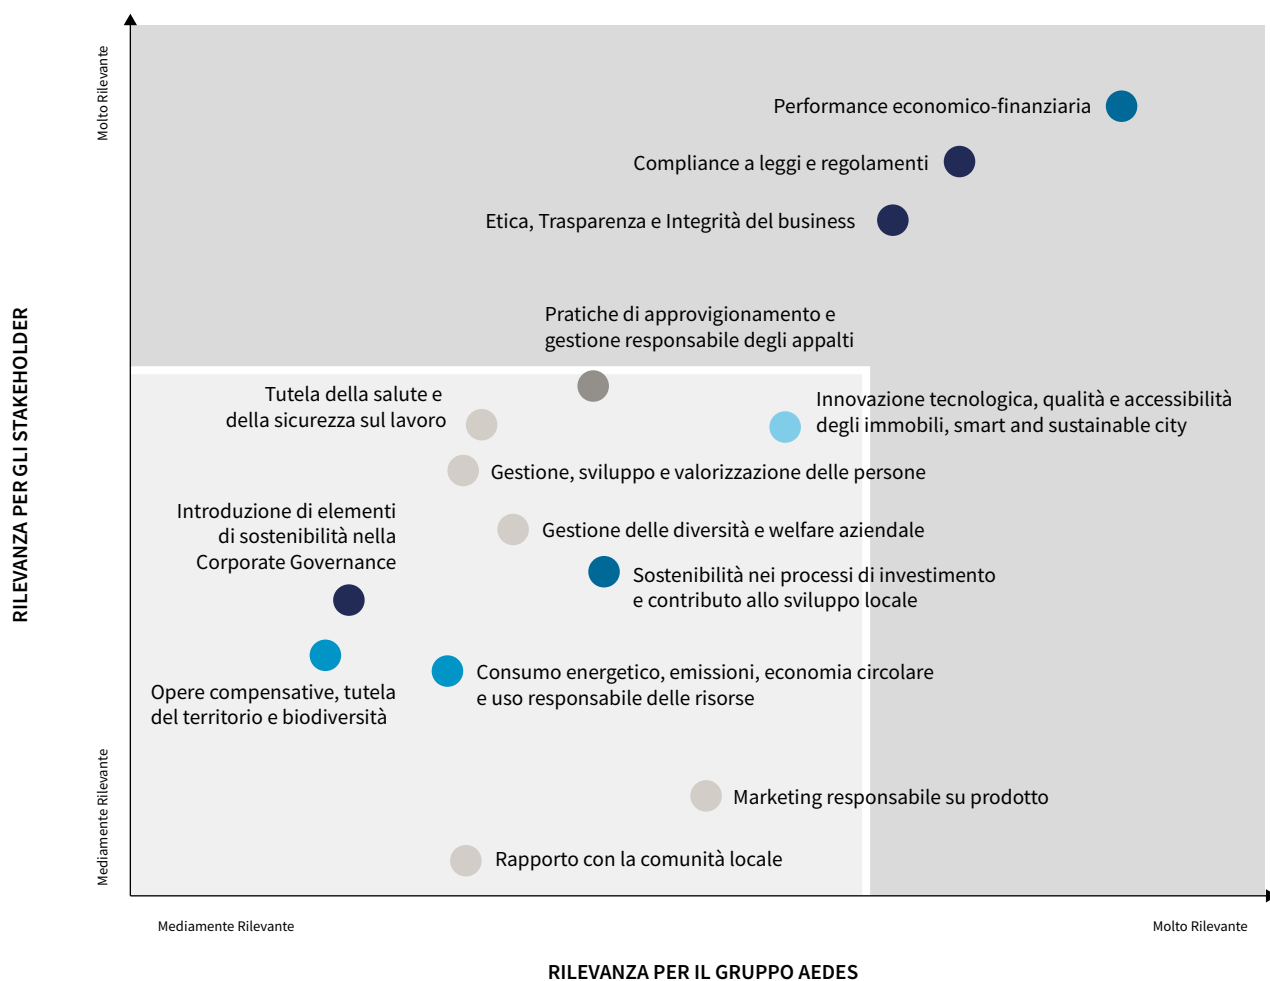 Molto Rilevante
Performance economico-finanziaria
Compliance a leggi e regolamenti
Etica, Trasparenza e Integrità del business
Pratiche di approvigionamento e
gestione responsabile degli appalti
RILEVANZA PER GLI STAKEHOLDER
Tutela della salute e
della sicurezza sul lavoro
Innovazione tecnologica, qualità e accessibilità
degli immobili, smart and sustainable city
Gestione, sviluppo e valorizzazione delle persone
Introduzione di elementi
di sostenibilità nella
Corporate Governance
Gestione delle diversità e welfare aziendale
Sostenibilità nei processi di investimento
e contributo allo sviluppo locale
Opere compensative, tutela
del territorio e biodiversità
Consumo energetico, emissioni, economia circolare
e uso responsabile delle risorse
Mediamente Rilevante
Marketing responsabile su prodotto
Rapporto con la comunità locale
Mediamente Rilevante
Molto Rilevante
RILEVANZA PER IL GRUPPO AEDES